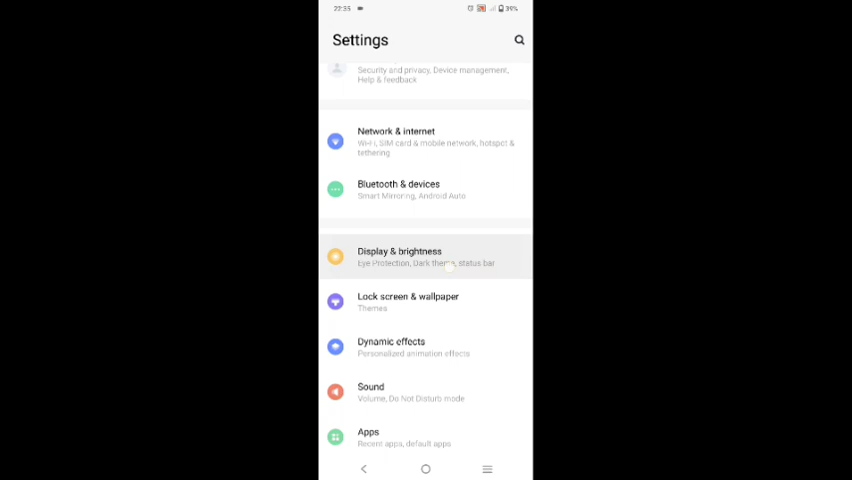 22:35
39%
Settings
Security and privacy, Device management,
Help & feedback
Network & internet
Wi-Fi, SIM card & mobile network, hotspot &
tethering
Bluetooth & devices
Smart Mirroring, Android Auto
Display & brightness
Eye Protection, Dark theme, status bar
Lock screen & wallpaper
Themes
Dynamic effects
Personalized animation effects
Sound
Volume, Do Not Disturb mode
Apps
Recent apps, default apps